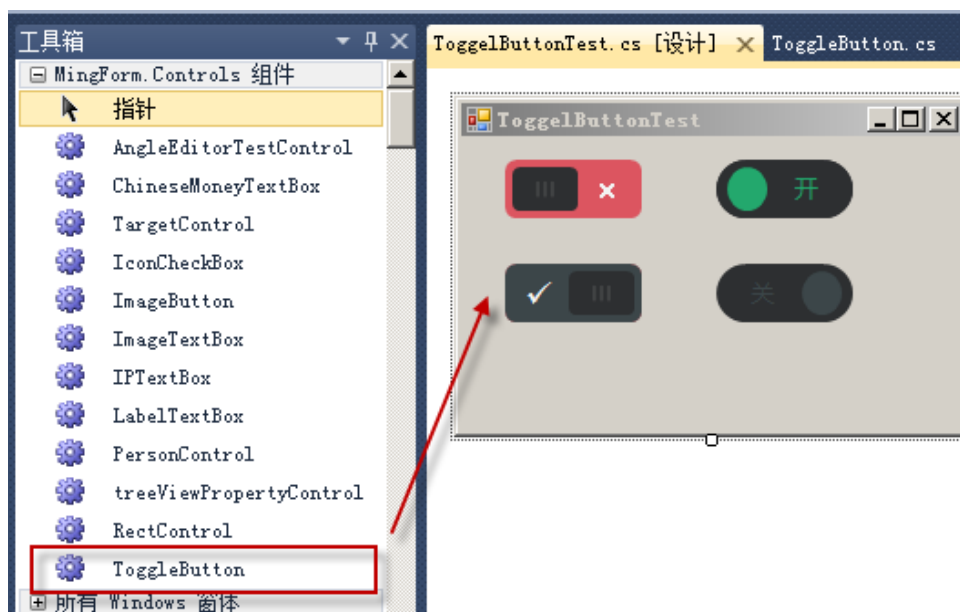 工具箱
MingForm.Controls 组件
指针
AngleEditorTestControl
ChineseMoneyTextBox
TargetControl
IconCheckBox
ImageButton
ImageTextBox
IPTextBox
LabelTextBox
PersonControl
treeViewPropertyControl
RectControl
ToggleButton
所有 Windows 窗体
ToggelButtonTest.cs [设计]
ToggleButton.cs
ToggelButtonTest
开
关